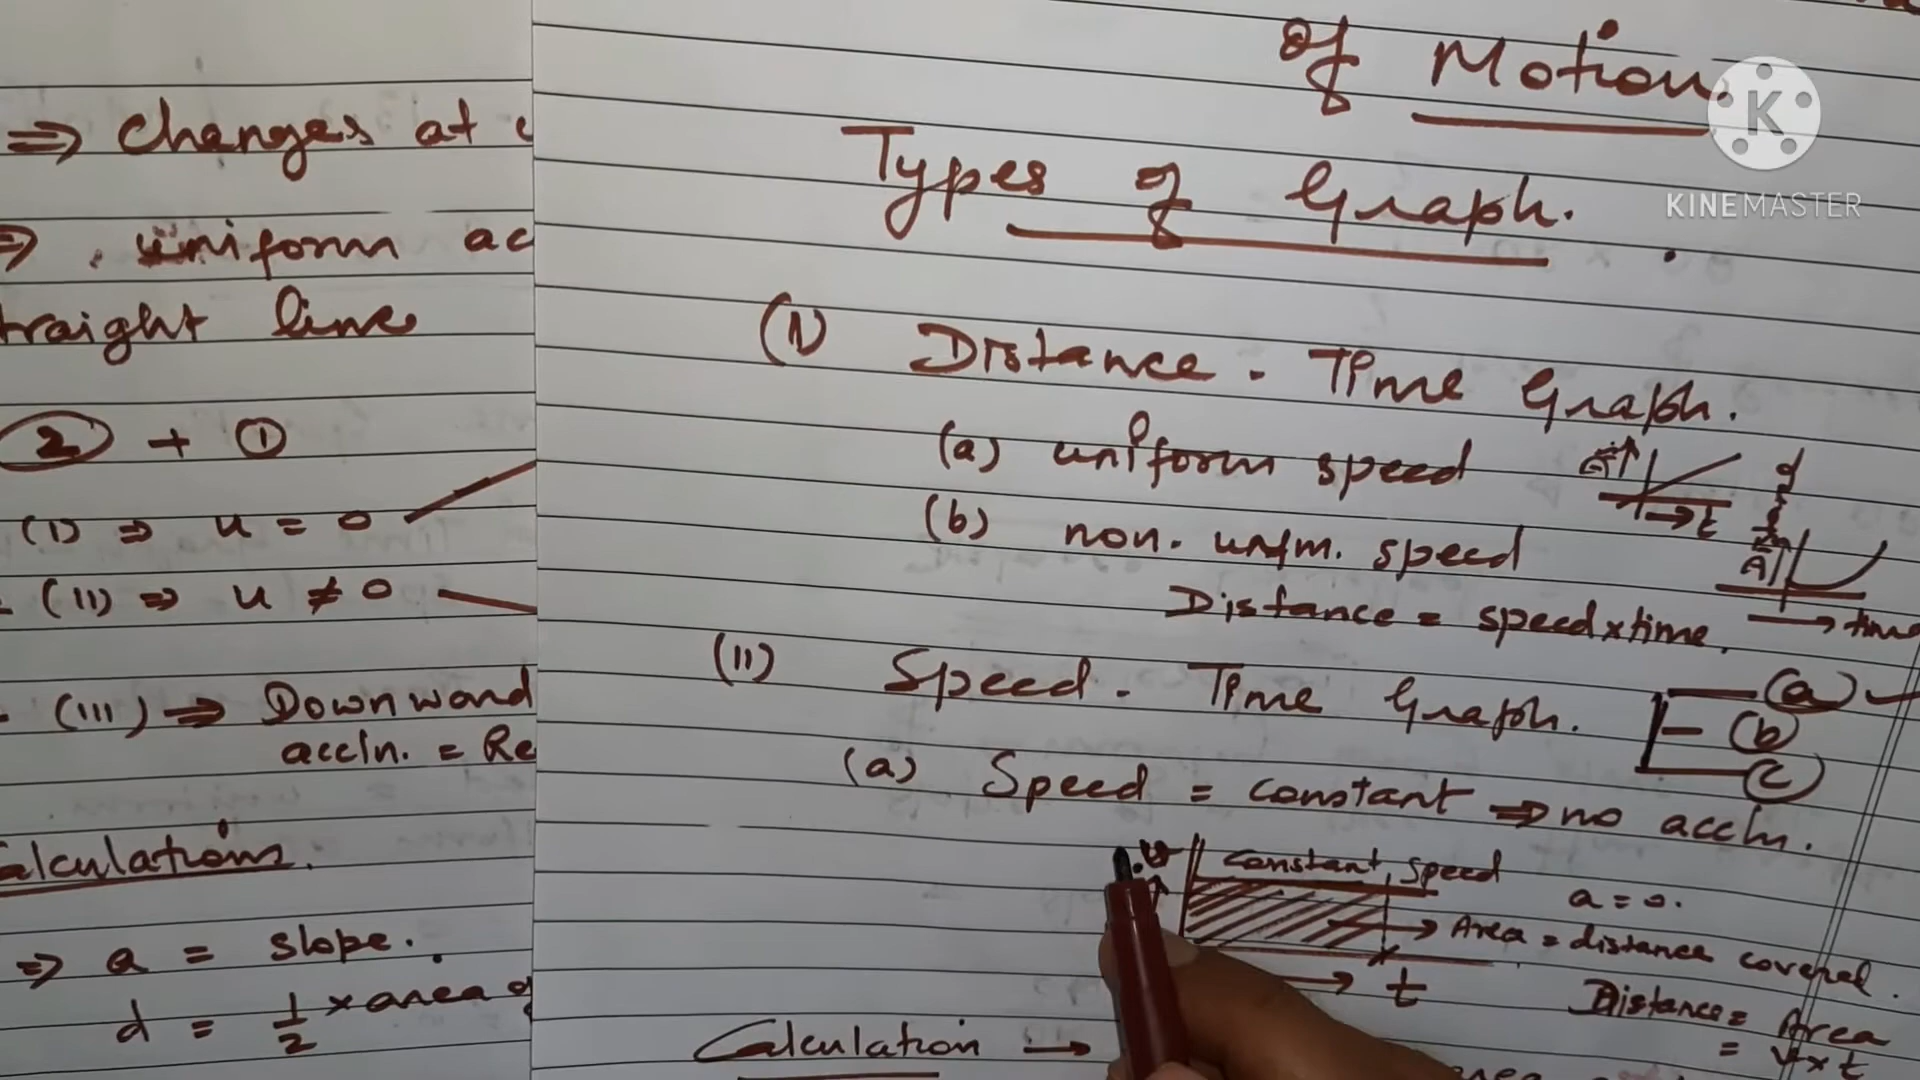 ⇒ Changes at
⇒ uniform ac
traight line
② + ①
(I) ⇒ u = 0
(II) ⇒ u ≠ 0
(III) ⇒ Downward
accln. = Re
alculations.
⇒ a = slope.
d = 1/2 × area of
of Motion.
KINEMASTER
Types of Graph.
(I) Distance - Time Graph.
(a) uniform speed
→ t
(b) non. unfm. speed
Distance = speed x time.
→ time
(II) Speed - Time Graph.
(a)
(b)
(c)
(a) Speed = constant ⇒ no accln.
v
constant speed
a = 0.
→ Area = distance covered.
→ t
Distance = Area
= v x t
Calculation →